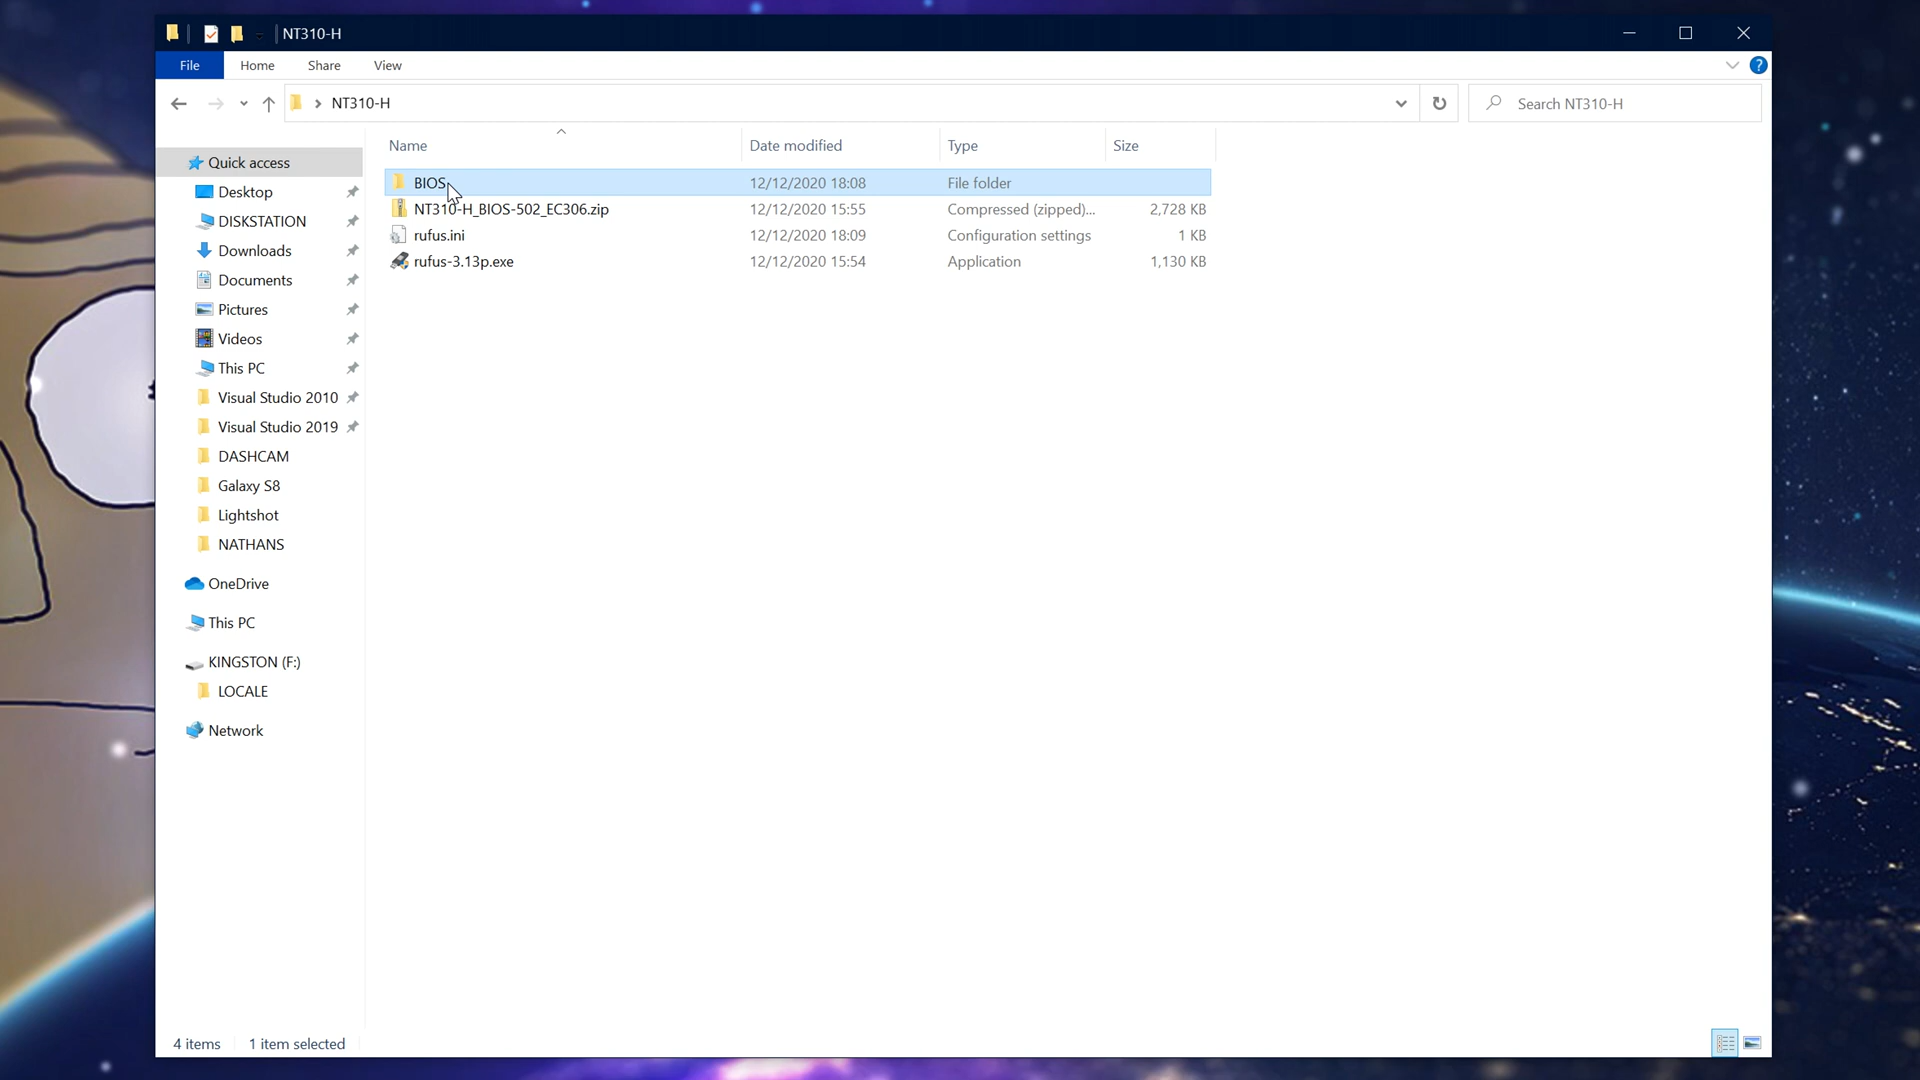 NT310-H
File Home Share View
NT310-H
Search NT310-H
Name Date modified Type Size
Quick access
Desktop
DISKSTATION
Downloads
Documents
Pictures
Videos
This PC
Visual Studio 2010
Visual Studio 2019
DASHCAM
Galaxy S8
Lightshot
NATHANS
OneDrive
This PC
KINGSTON (F:)
LOCALE
Network
BIOS 12/12/2020 18:08 File folder
NT310-H_BIOS-502_EC306.zip 12/12/2020 15:55 Compressed (zipped)... 2,728 KB
rufus.ini 12/12/2020 18:09 Configuration settings 1 KB
rufus-3.13p.exe 12/12/2020 15:54 Application 1,130 KB
4 items 1 item selected